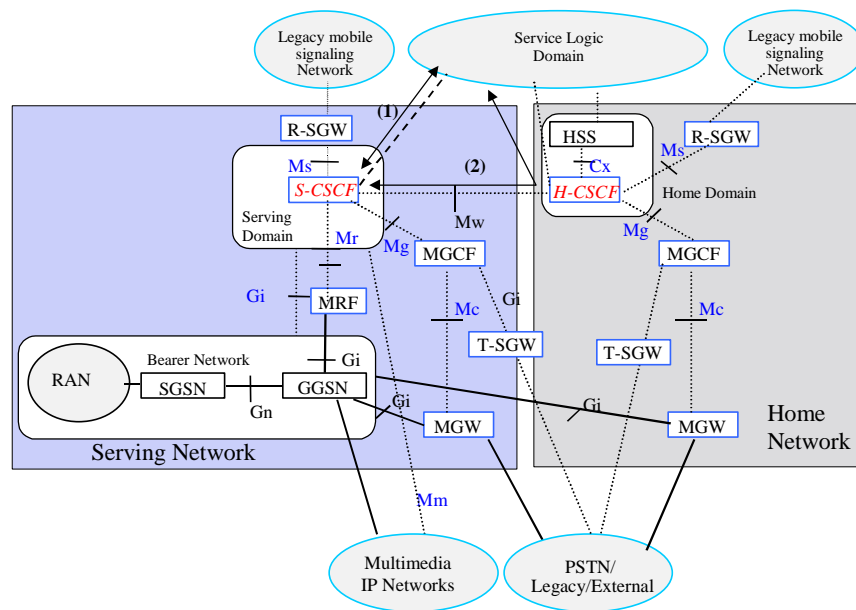 Legacy mobile
signaling
Network
Service Logic
Domain
Legacy mobile
signaling
Network
(1)
R-SGW
HSS
R-SGW
Ms
(2)
Cx
Ms
S-CSCF
H-CSCF
Home Domain
Serving
Domain
Mw
Mr
Mg
Mg
MGCF
MGCF
Gi
MRF
Gi
Mc
Mc
T-SGW
T-SGW
Bearer Network
Gi
RAN
SGSN
GGSN
Gn
Gi
Gi
MGW
MGW
Home
Network
Serving Network
Mm
Multimedia
IP Networks
PSTN/
Legacy/External